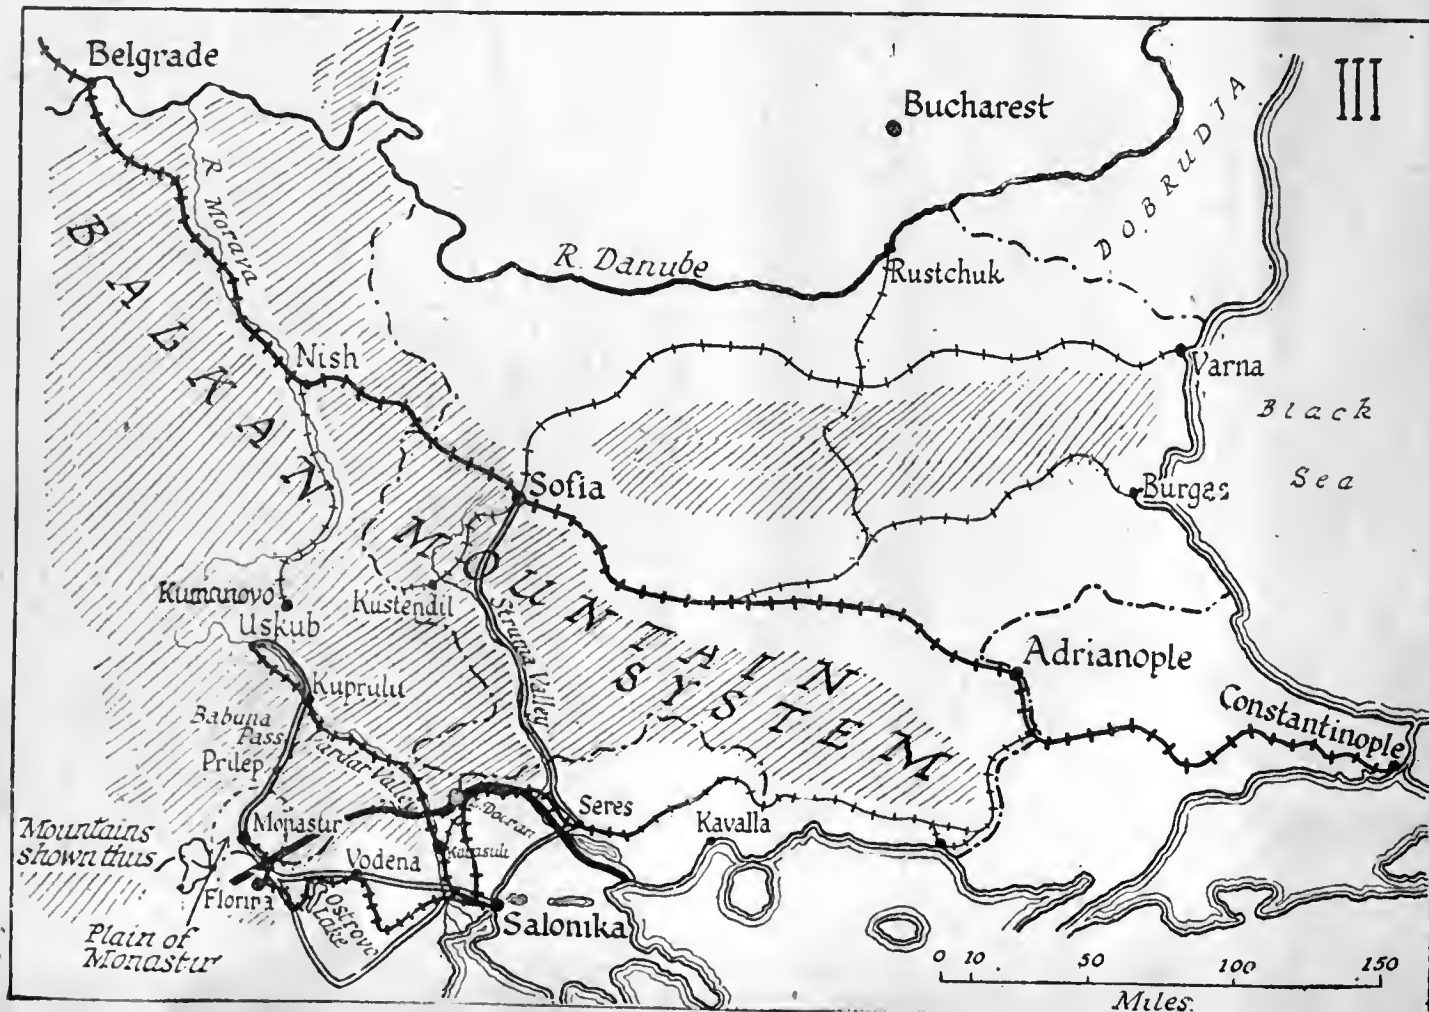 III
Belgrade
Bucharest
DOBRUDJA
R. Morava
R. Danube
Rustchuk
BALKAN
Nish
Varna
Black
Sea
Sofia
Burgas
MOUNTAIN
SYSTEM
Kumanovo
Uskub
Kustendil
Struma Valley
Adrianople
Kuprulu
Constantinople
Babuna
Pass
Prilep
Vardar Valley
L. Doiran
Seres
Kavalla
Monastir
Mountains
shown thus
Vodena
Karasuli
Florina
Ostrovo
Lake
Salonika
Plain of
Monastir
0 10 50 100 150
Miles.